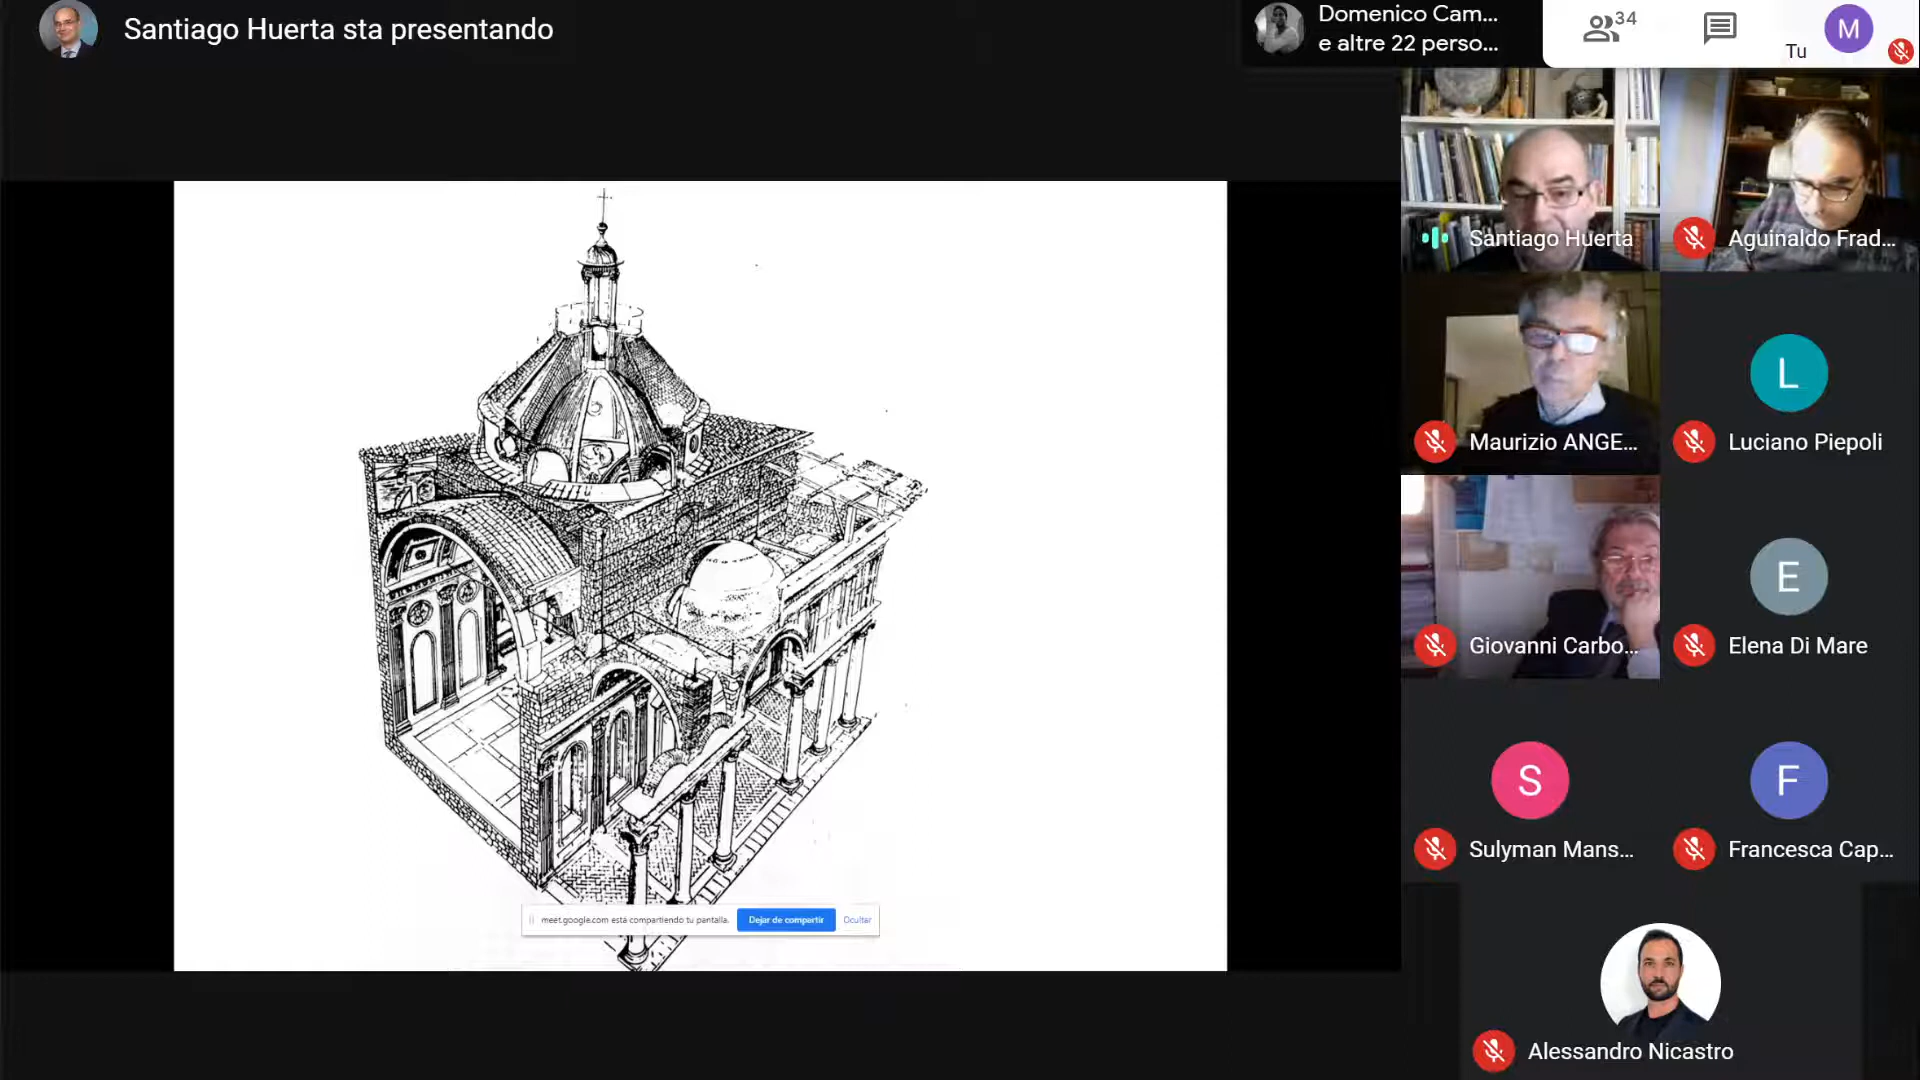 Santiago Huerta sta presentando
Domenico Cam...
e altre 22 perso...
34
Tu
M
Santiago Huerta
Aguinaldo Frad...
Maurizio ANGE...
L
Luciano Piepoli
Giovanni Carbo...
E
Elena Di Mare
S
Sulyman Mans...
F
Francesca Cap...
meet.google.com está compartiendo tu pantalla.
Dejar de compartir
Ocultar
Alessandro Nicastro